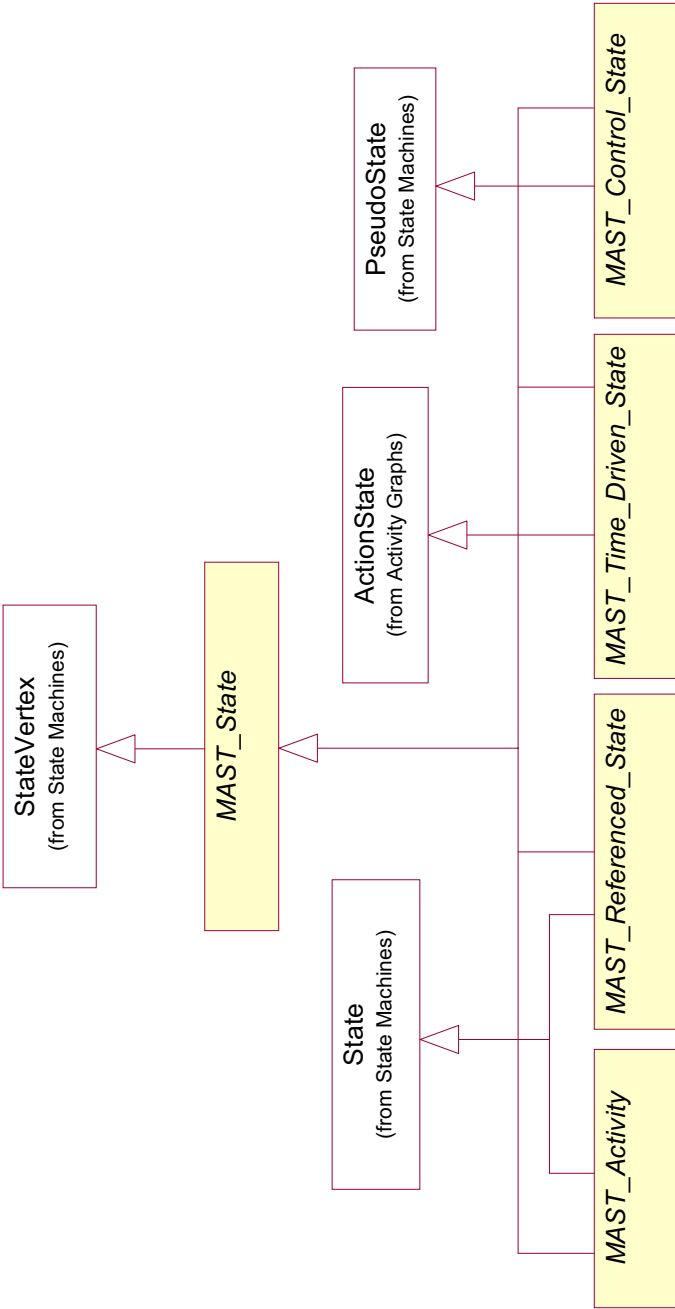 StateVertex
(from State Machines)
MAST_State
State
(from State Machines)
ActionState
(from Activity Graphs)
PseudoState
(from State Machines)
MAST_Activity
MAST_Referenced_State
MAST_Time_Driven_State
MAST_Control_State